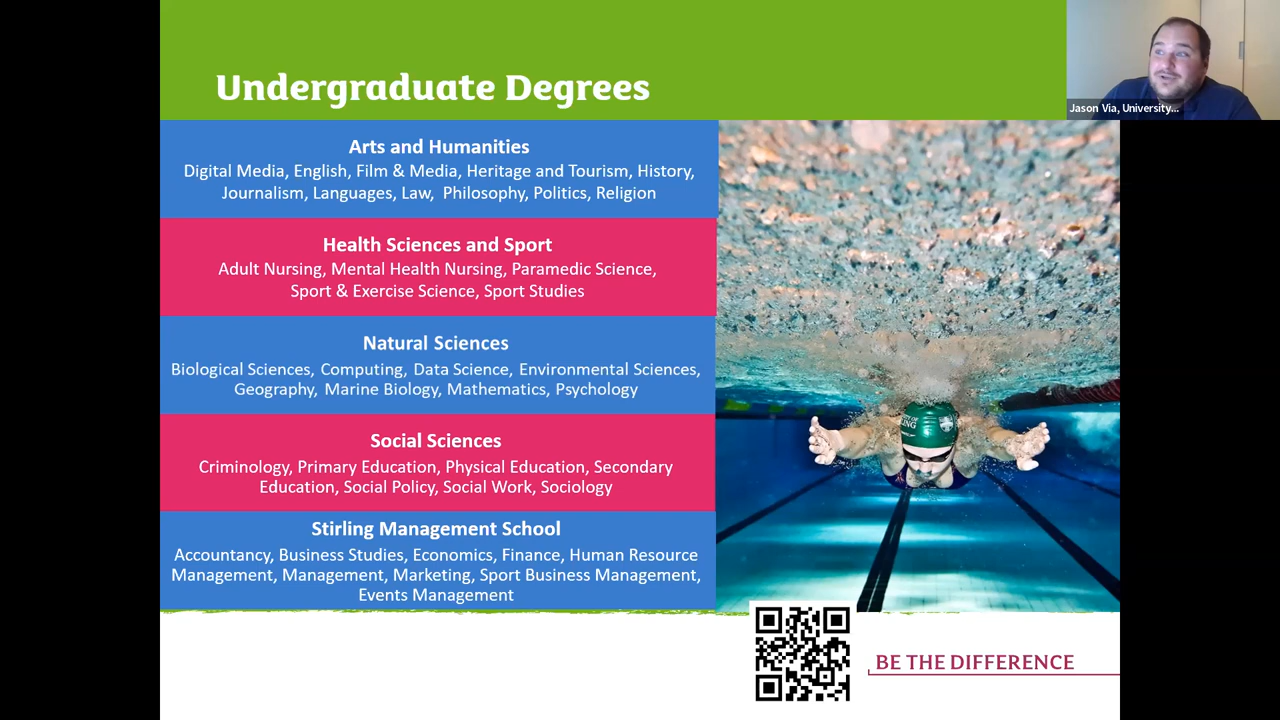 Undergraduate Degrees
Jason Via, University...
Arts and Humanities
Digital Media, English, Film & Media, Heritage and Tourism, History,
Journalism, Languages, Law, Philosophy, Politics, Religion
Health Sciences and Sport
Adult Nursing, Mental Health Nursing, Paramedic Science,
Sport & Exercise Science, Sport Studies
Natural Sciences
Biological Sciences, Computing, Data Science, Environmental Sciences,
Geography, Marine Biology, Mathematics, Psychology
Social Sciences
Criminology, Primary Education, Physical Education, Secondary
Education, Social Policy, Social Work, Sociology
Stirling Management School
Accountancy, Business Studies, Economics, Finance, Human Resource
Management, Management, Marketing, Sport Business Management,
Events Management
BE THE DIFFERENCE